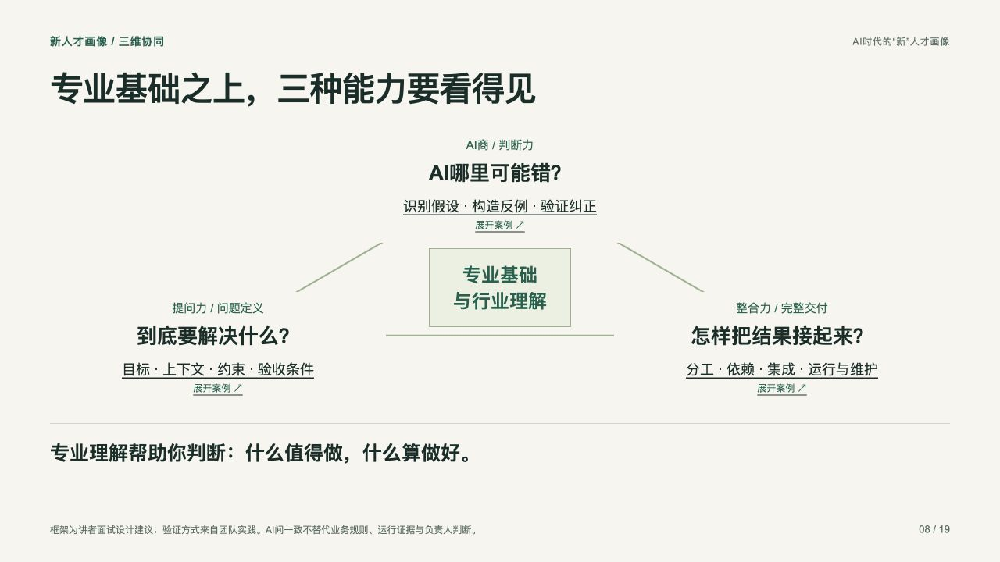 新人才画像 / 三维协同
AI时代的“新”人才画像
专业基础之上，三种能力要看得见
AI商 / 判断力
AI哪里可能错？
识别假设 · 构造反例 · 验证纠正
展开案例 ↗
专业基础
与行业理解
提问力 / 问题定义
到底要解决什么？
目标 · 上下文 · 约束 · 验收条件
展开案例 ↗
整合力 / 完整交付
怎样把结果接起来？
分工 · 依赖 · 集成 · 运行与维护
展开案例 ↗
专业理解帮助你判断：什么值得做，什么算做好。
框架为讲者面试设计建议；验证方式来自团队实践。AI间一致不替代业务规则、运行证据与负责人判断。
08 / 19